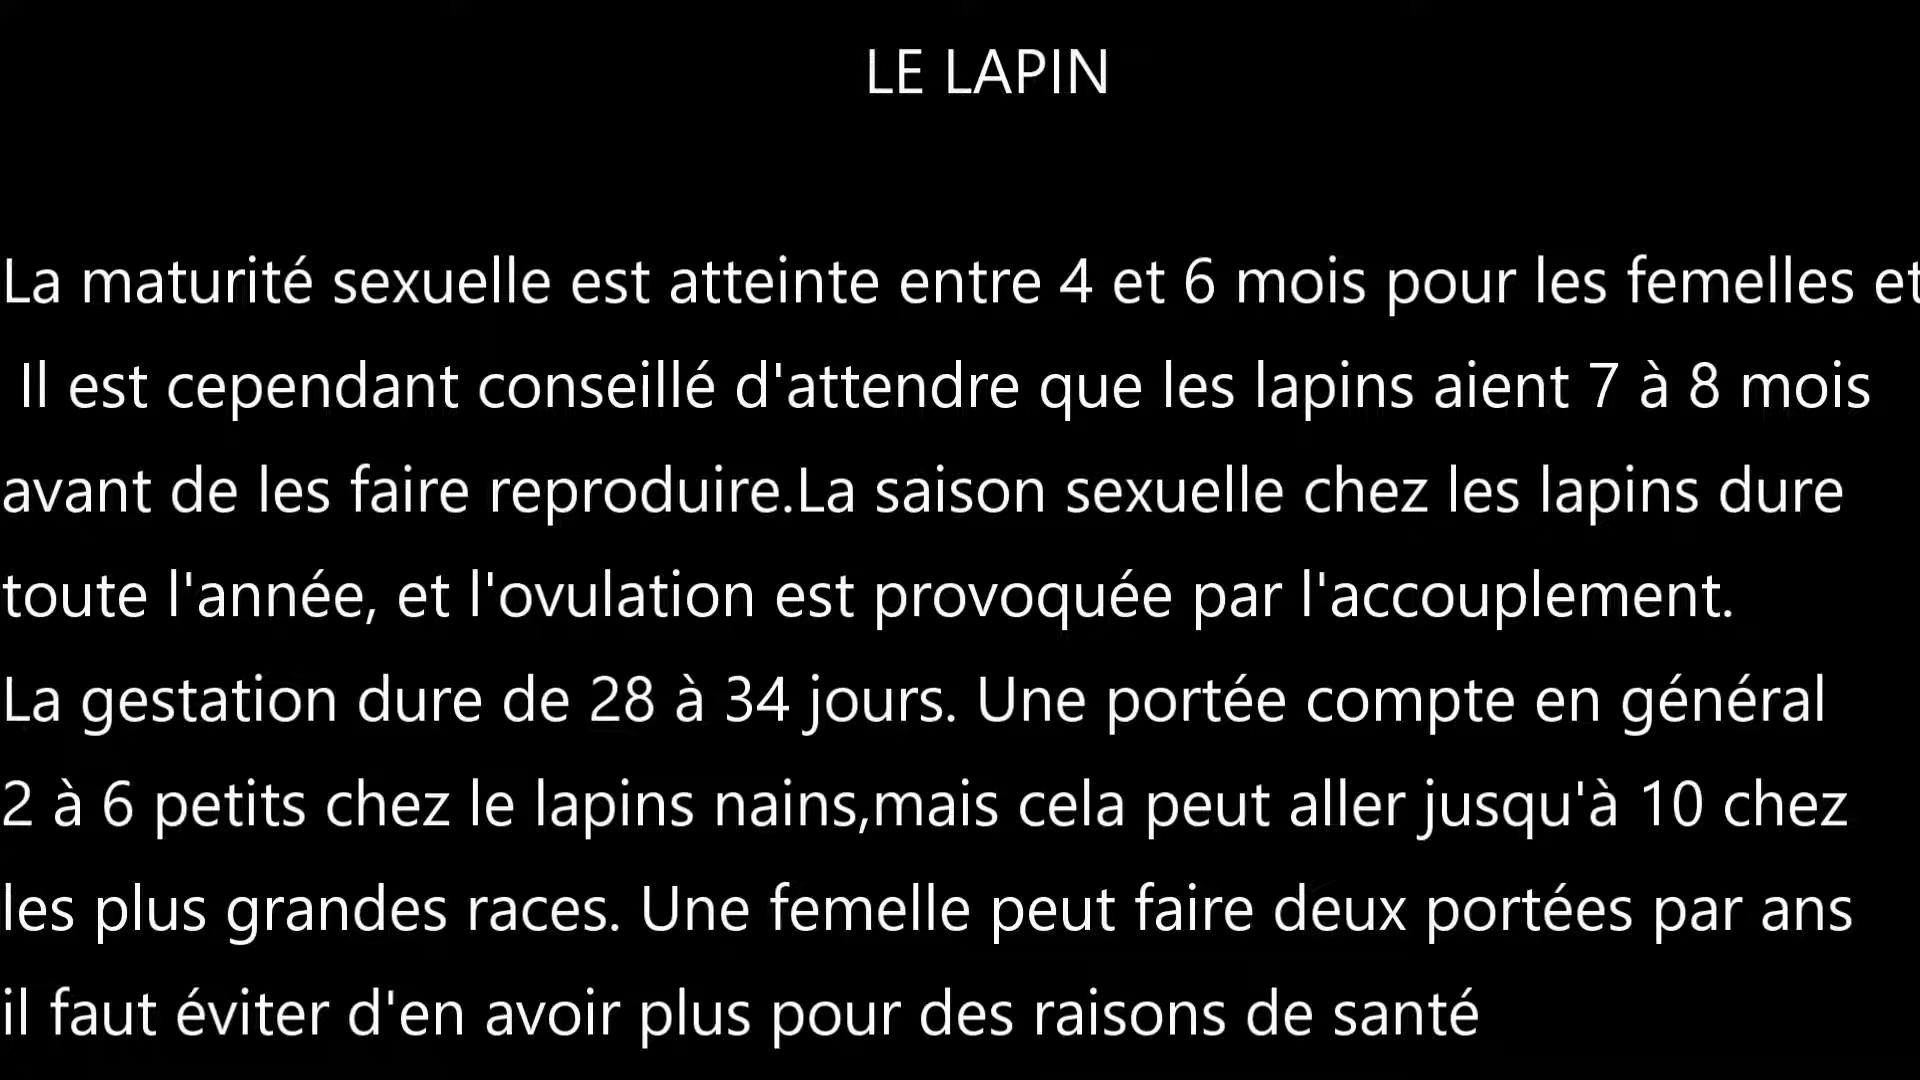 LE LAPIN
La maturité sexuelle est atteinte entre 4 et 6 mois pour les femelles et
Il est cependant conseillé d'attendre que les lapins aient 7 à 8 mois
avant de les faire reproduire.La saison sexuelle chez les lapins dure
toute l'année, et l'ovulation est provoquée par l'accouplement.
La gestation dure de 28 à 34 jours. Une portée compte en général
2 à 6 petits chez le lapins nains,mais cela peut aller jusqu'à 10 chez
les plus grandes races. Une femelle peut faire deux portées par ans
il faut éviter d'en avoir plus pour des raisons de santé